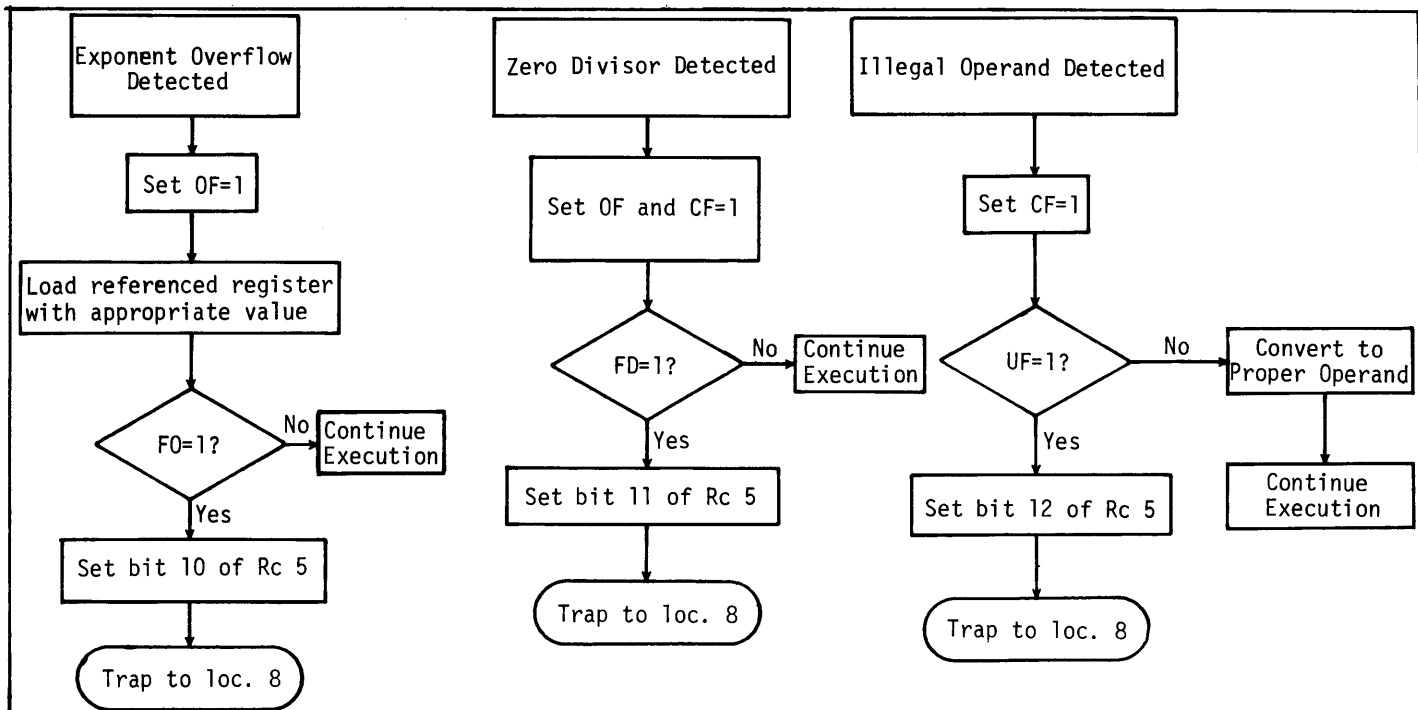 Exponent Overflow
Detected
Set OF=1
Load referenced register
with appropriate value
FO=1?
No
Continue
Execution
Yes
Set bit 10 of Rc 5
Trap to loc. 8
Zero Divisor Detected
Set OF and CF=1
FD=1?
No
Continue
Execution
Yes
Set bit 11 of Rc 5
Trap to loc. 8
Illegal Operand Detected
Set CF=1
UF=1?
No
Convert to
Proper Operand
Continue
Execution
Yes
Set bit 12 of Rc 5
Trap to loc. 8